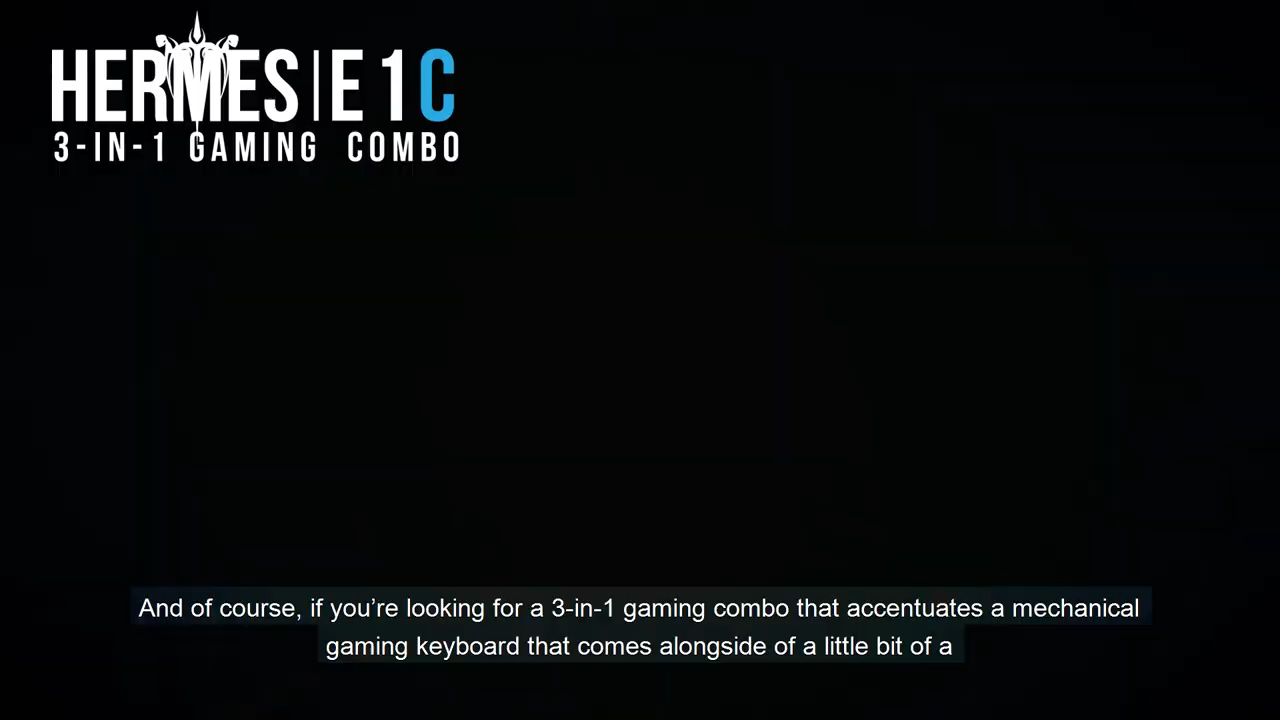 HERMES|E1C
3-IN-1 GAMING COMBO
And of course, if you’re looking for a 3-in-1 gaming combo that accentuates a mechanical
gaming keyboard that comes alongside of a little bit of a